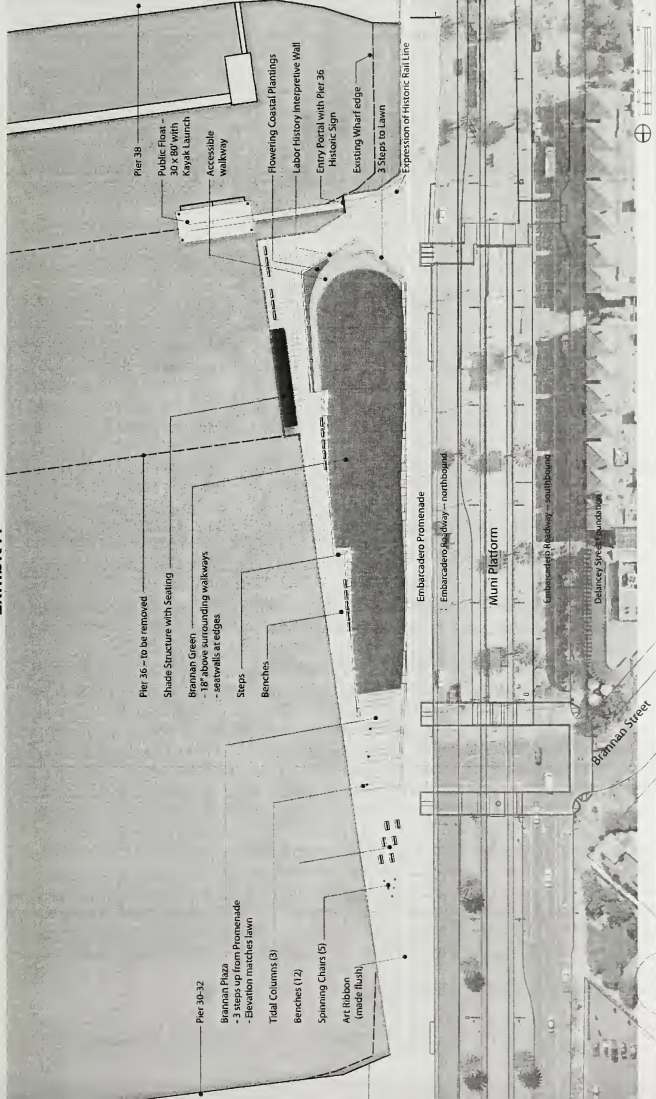 Pier 38
Public Float –
30 x 80' with
Kayak Launch
Accessible
walkway
Flowering Coastal Plantings
Labor History Interpretive Wall
Entry Portal with Pier 36
Historic Sign
Existing Wharf edge
3 Steps to Lawn
Expression of Historic Rail Line
Pier 36 – to be removed
Shade Structure with Seating
Brannan Green
- 18" above surrounding walkways
- seatwalls at edges
Steps
Benches
Pier 30-32
Brannan Plaza
- 3 steps up from Promenade
- Elevation matches lawn
Tidal Columns (3)
Benches (12)
Spinning Chairs (5)
Art Ribbon
(made flush)
Embarcadero Promenade
Embarcadero Roadway – northbound
Muni Platform
Embarcadero Roadway – southbound
Delancey Street Foundation
Brannan Street